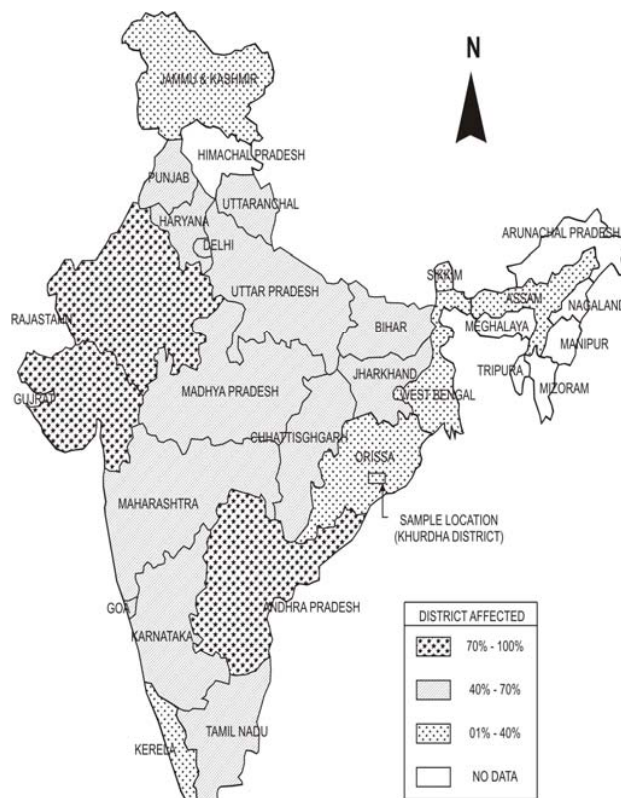 N
JAMMU & KASHMIR
HIMACHAL PRADESH
PUNJAB
UTTARANCHAL
HARYANA
DELHI
ARUNACHAL PRADESH
SIKKIM
ASSAM
UTTAR PRADESH
NAGALAND
RAJASTAHN
BIHAR
MEGHALAYA
MANIPUR
JHARKHAND
TRIPURA
MIZORAM
GUJRAT
MADHYA PRADESH
WEST BENGAL
CHHATTISGHGARH
ORISSA
MAHARASHTRA
SAMPLE LOCATION
(KHURDHA DISTRICT)
GOA
ANDHRA PRADESH
KARNATAKA
TAMIL NADU
KERELA
DISTRICT AFFECTED
70% - 100%
40% - 70%
01% - 40%
NO DATA